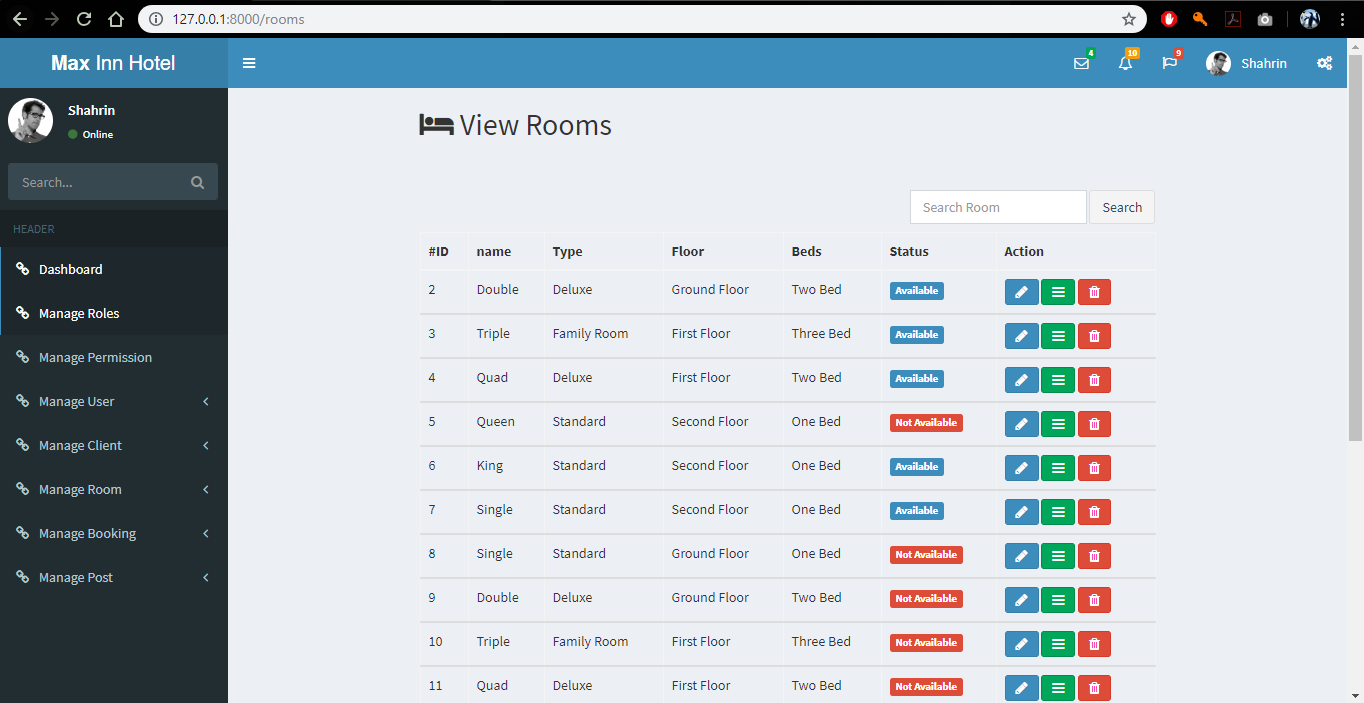 127.0.0.1:8000/rooms
Max Inn Hotel
4
10
9
Shahrin
Shahrin
Online
Search...
HEADER
Dashboard
Manage Roles
Manage Permission
Manage User
Manage Client
Manage Room
Manage Booking
Manage Post
View Rooms
Search Room Search
#ID name Type Floor Beds Status Action
2 Double Deluxe Ground Floor Two Bed Available
3 Triple Family Room First Floor Three Bed Available
4 Quad Deluxe First Floor Two Bed Available
5 Queen Standard Second Floor One Bed Not Available
6 King Standard Second Floor One Bed Available
7 Single Standard Second Floor One Bed Available
8 Single Standard Ground Floor One Bed Not Available
9 Double Deluxe Ground Floor Two Bed Not Available
10 Triple Family Room First Floor Three Bed Not Available
11 Quad Deluxe First Floor Two Bed Not Available